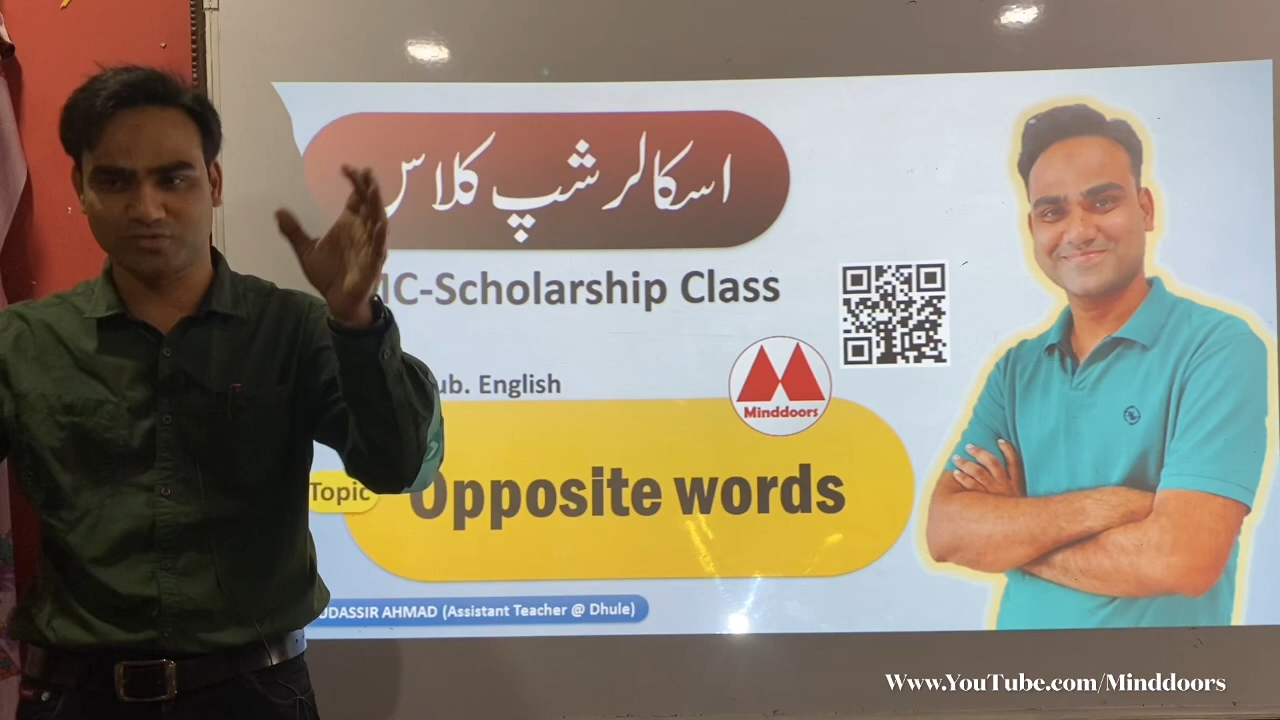 اسکالرشپ کلاس
IC-Scholarship Class
ub. English
Minddoors
Topic
Opposite words
UDASSIR AHMAD (Assistant Teacher @ Dhule)
Www.YouTube.com/Minddoors